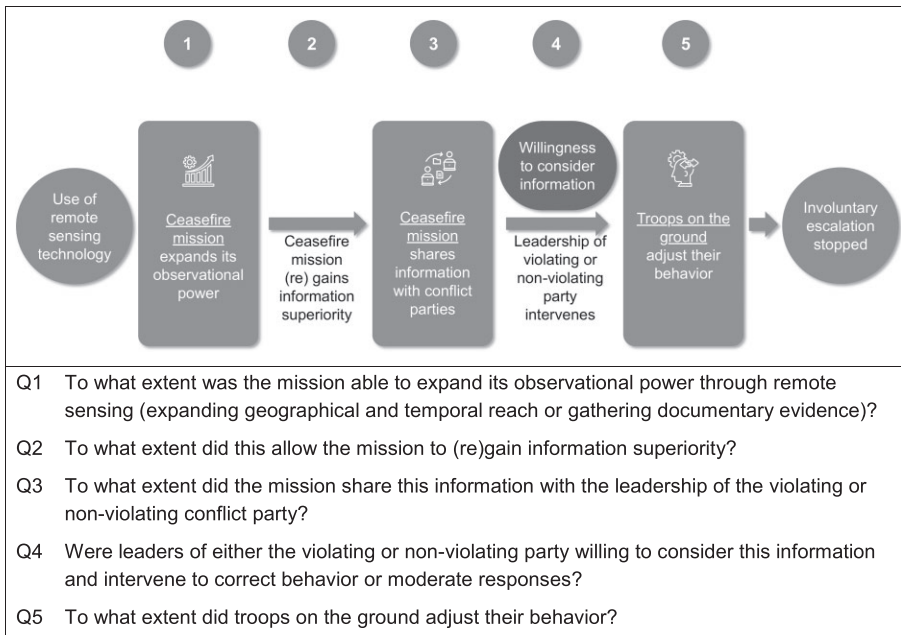 1
2
3
4
5
Use of
remote
sensing
technology
Ceasefire
mission
expands its
observational
power
Ceasefire
mission
(re) gains
information
superiority
Ceasefire
mission
shares
information
with conflict
parties
Willingness
to consider
information
Leadership of
violating or
non-violating
party
intervenes
Troops on the
ground
adjust their
behavior
Involuntary
escalation
stopped
Q1 To what extent was the mission able to expand its observational power through remote
sensing (expanding geographical and temporal reach or gathering documentary evidence)?
Q2 To what extent did this allow the mission to (re)gain information superiority?
Q3 To what extent did the mission share this information with the leadership of the violating or
non-violating conflict party?
Q4 Were leaders of either the violating or non-violating party willing to consider this information
and intervene to correct behavior or moderate responses?
Q5 To what extent did troops on the ground adjust their behavior?